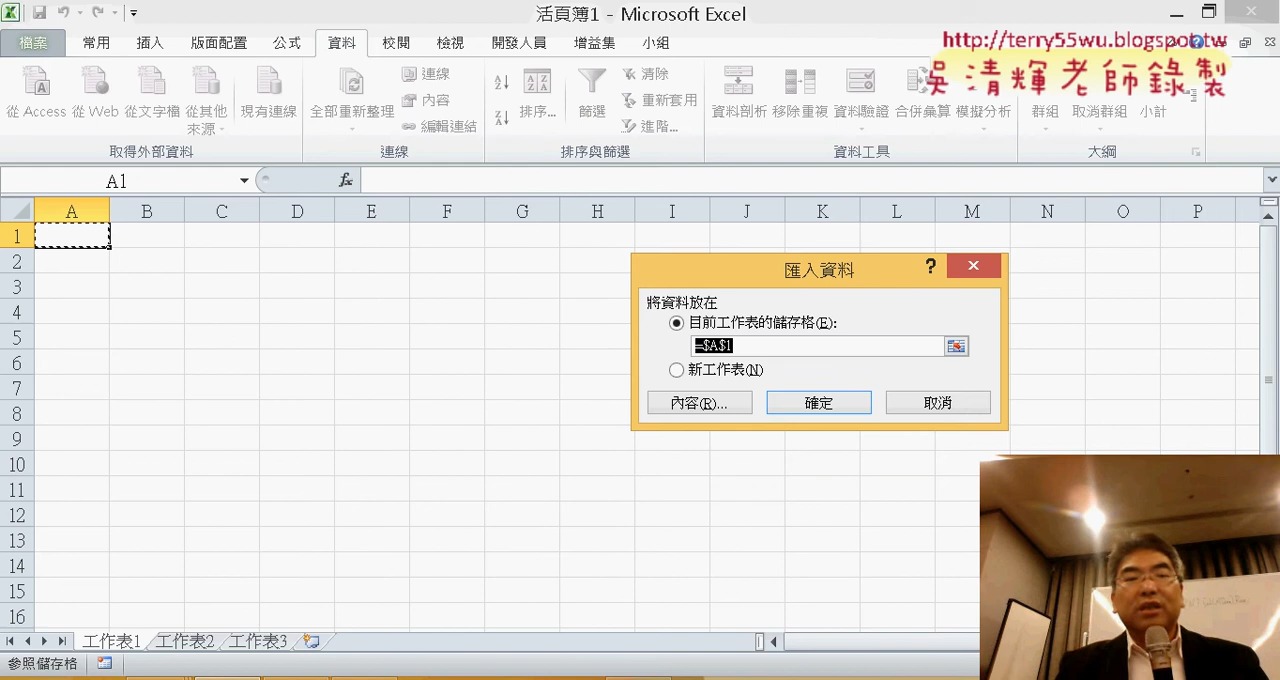 活頁簿1 - Microsoft Excel
檔案 常用 插入 版面配置 公式 資料 校閱 檢視 開發人員 增益集 小組
http://terry55wu.blogspot.tw
吳清輝老師錄製
從 Access 從 Web 從文字檔 從其他來源 現有連線
取得外部資料
全部重新整理 連線 內容 編輯連結
連線
排序... 篩選 清除 重新套用 進階...
排序與篩選
資料剖析 移除重複 資料驗證 合併彙算 模擬分析
資料工具
群組 取消群組 小計
大綱
A1 fx
A B C D E F G H I J K L M N O P
1
2
3
4
5
6
7
8
9
10
11
12
13
14
15
16
匯入資料 ?
將資料放在
目前工作表的儲存格(E):
=$A$1
新工作表(N)
內容(R)... 確定 取消
工作表1 工作表2 工作表3
參照儲存格